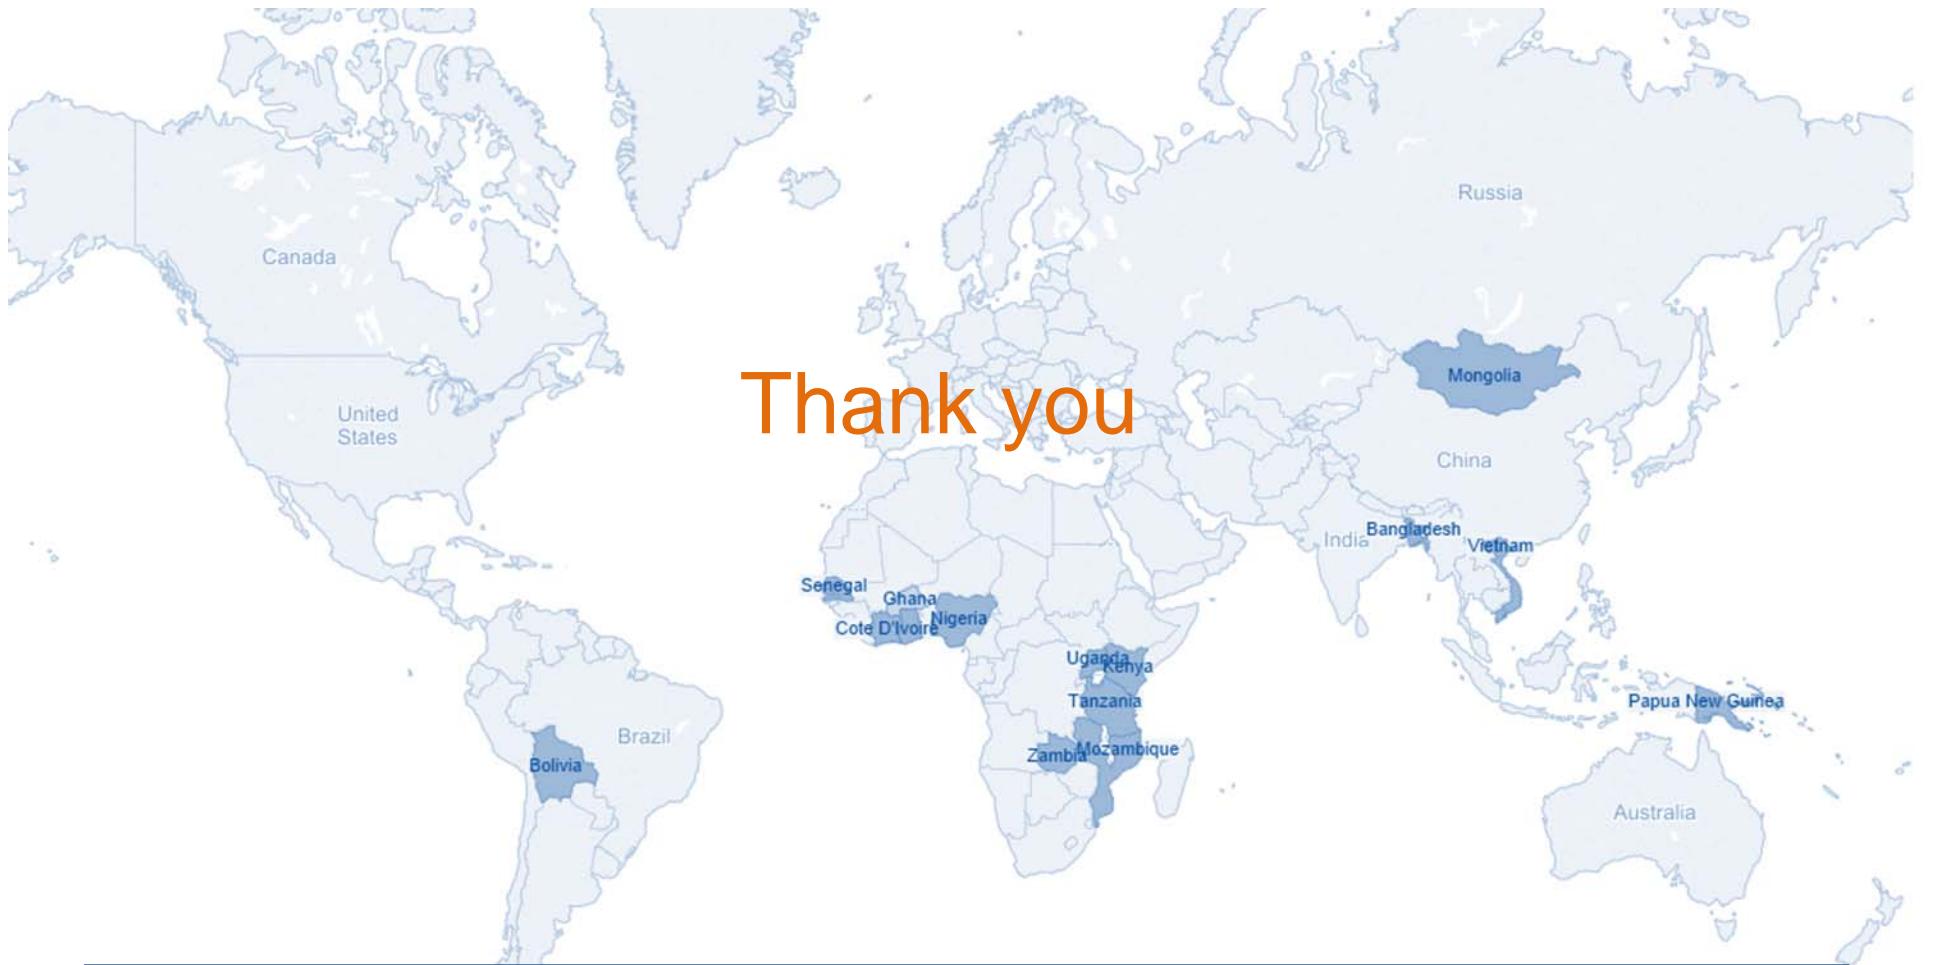 Russia
Canada
Thank you
Mongolia
United
States
China
Bangladesh
India
Vietnam
Senegal
Ghana
Nigeria
Cote D'Ivoire
Uganda
Kenya
Tanzania
Papua New Guinea
Brazil
Mozambique
Zambia
Bolivia
Australia